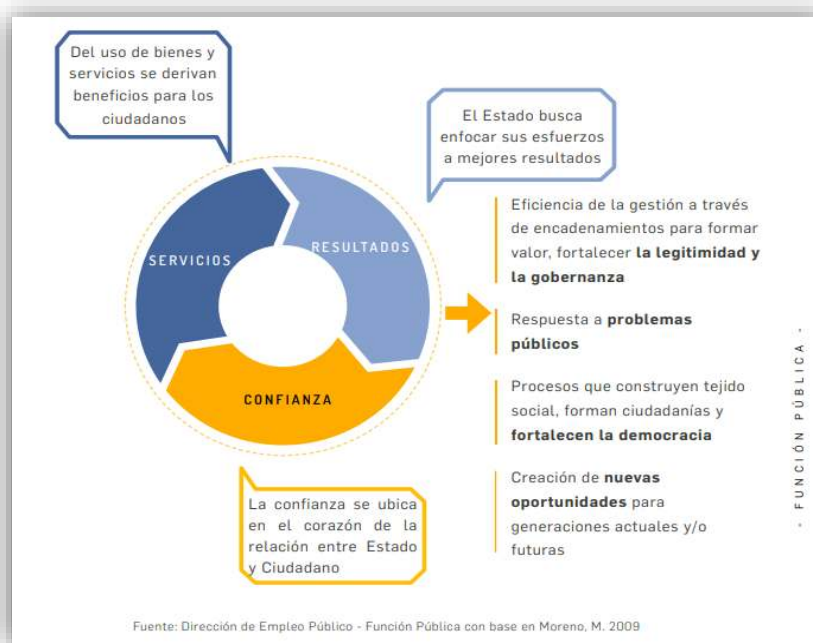 Del uso de bienes y
servicios se derivan
beneficios para los
ciudadanos
El Estado busca
enfocar sus esfuerzos
a mejores resultados
SERVICIOS
RESULTADOS
CONFIANZA
Eficiencia de la gestión a través
de encadenamientos para formar
valor, fortalecer la legitimidad y
la gobernanza
Respuesta a problemas
públicos
Procesos que construyen tejido
social, forman ciudadanías y
fortalecen la democracia
Creación de nuevas
oportunidades para
generaciones actuales y/o
futuras
La confianza se ubica
en el corazón de la
relación entre Estado
y Ciudadano
- FUNCIÓN PÚBLICA -
Fuente: Dirección de Empleo Público - Función Pública con base en Moreno, M. 2009